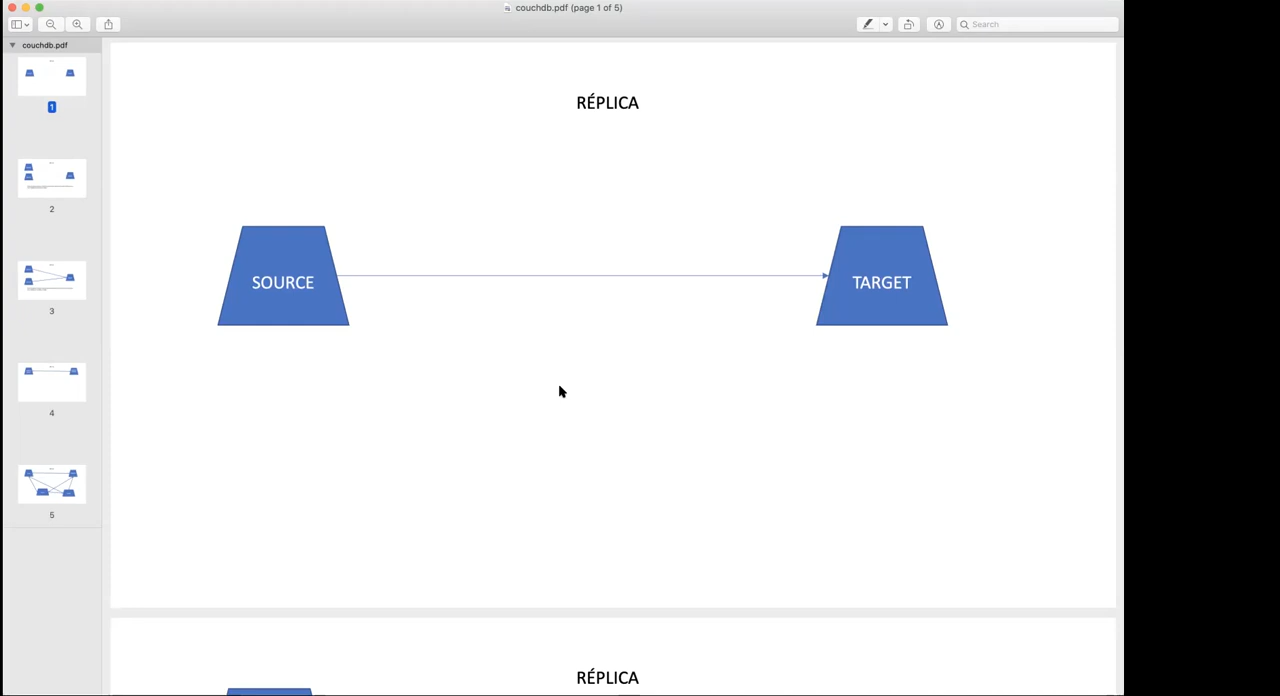 couchdb.pdf (page 1 of 5)
Search
couchdb.pdf
1
2
3
4
5
RÉPLICA
SOURCE
TARGET
RÉPLICA